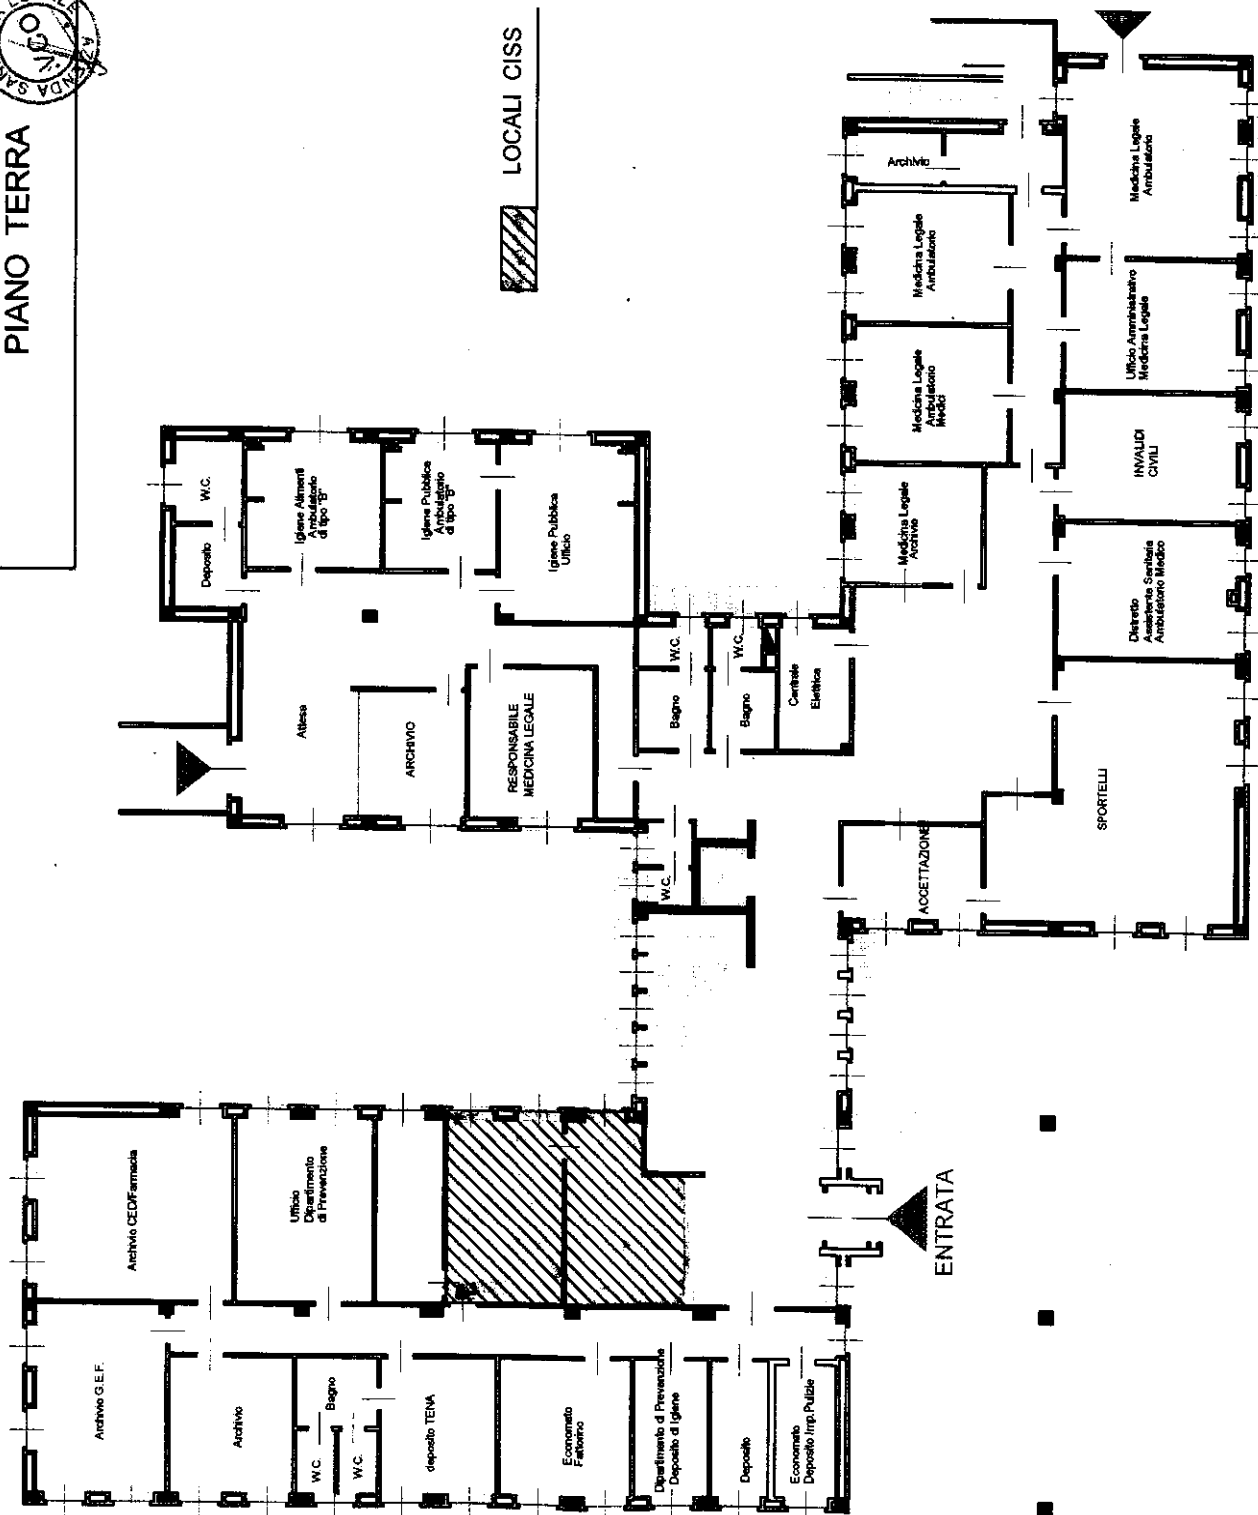 PIANO TERRA
V.CO
LOCALI CISS
W.C.
Deposito
Igiene Alimenti
Ambulatorio
di tipo "B"
Igiene Pubblica
Ambulatorio
di tipo "B"
Igiene Pubblica
Ufficio
Attesa
ARCHIVIO
RESPONSABILE
MEDICINA LEGALE
W.C.
Bagno
W.C.
Bagno
Centrale
Elettrica
W.C.
Archivio
Medicina Legale
Ambulatorio
Medicina Legale
Ambulatorio
Medici
Medicina Legale
Archivio
Medicina Legale
Ambulatorio
Ufficio Amministrativo
Medicina Legale
INVALIDI
CIVILI
Distretto
Assistente Sanitaria
Ambulatorio Medico
SPORTELLI
ACCETTAZIONE
ENTRATA
Archivio CED/Farmacia
Ufficio
Dipartimento
di Prevenzione
Archivio G.E.F.
Archivio
Bagno
W.C.
W.C.
deposito TENA
Economato
Fattorino
Dipartimento di Prevenzione
Deposito di Igiene
Deposito
Economato
Deposito Imp.Pulizie